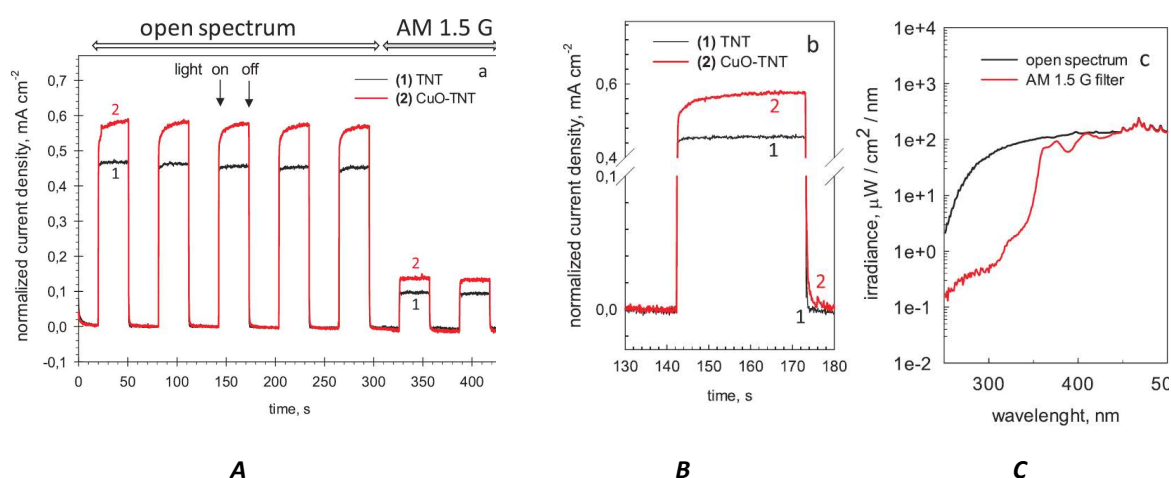 open spectrum AM 1.5 G
normalized current density, mA cm-2
0,7
0,6
0,5
0,4
0,3
0,2
0,1
0,0
-0,1
light on off
(1) TNT
(2) CuO-TNT
a
2
1
2
1
0 50 100 150 200 250 300 350 400
time, s
A
normalized current density, mA cm-2
0,6
0,4
0,1
0,0
(1) TNT
(2) CuO-TNT
b
2
1
2
1
130 140 150 160 170 180
time, s
B
irradiance, μW / cm2 / nm
1e+4
1e+3
1e+2
1e+1
1e+0
1e-1
1e-2
open spectrum
AM 1.5 G filter
c
300 400 50
wavelenght, nm
C